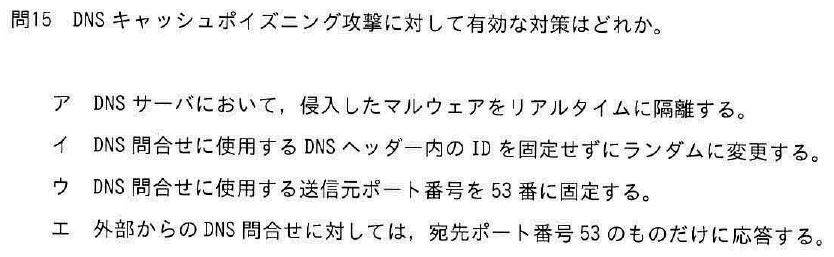 問15 DNS キャッシュポイズニング攻撃に対して有効な対策はどれか。
ア DNS サーバにおいて，侵入したマルウェアをリアルタイムに隔離する。
イ DNS 問合せに使用する DNS ヘッダー内の ID を固定せずにランダムに変更する。
ウ DNS 問合せに使用する送信元ポート番号を 53 番に固定する。
エ 外部からの DNS 問合せに対しては，宛先ポート番号 53 のものだけに応答する。